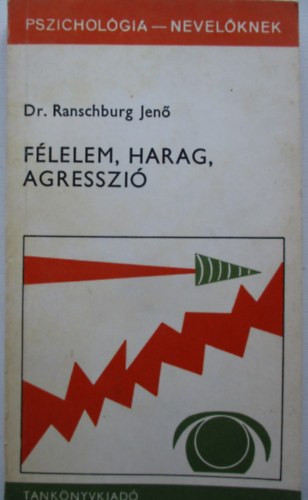 PSZICHOLÓGIA — NEVELŐKNEK
Dr. Ranschburg Jenő
FÉLELEM, HARAG,
AGRESSZIÓ
TANKÖNYVKIADÓ